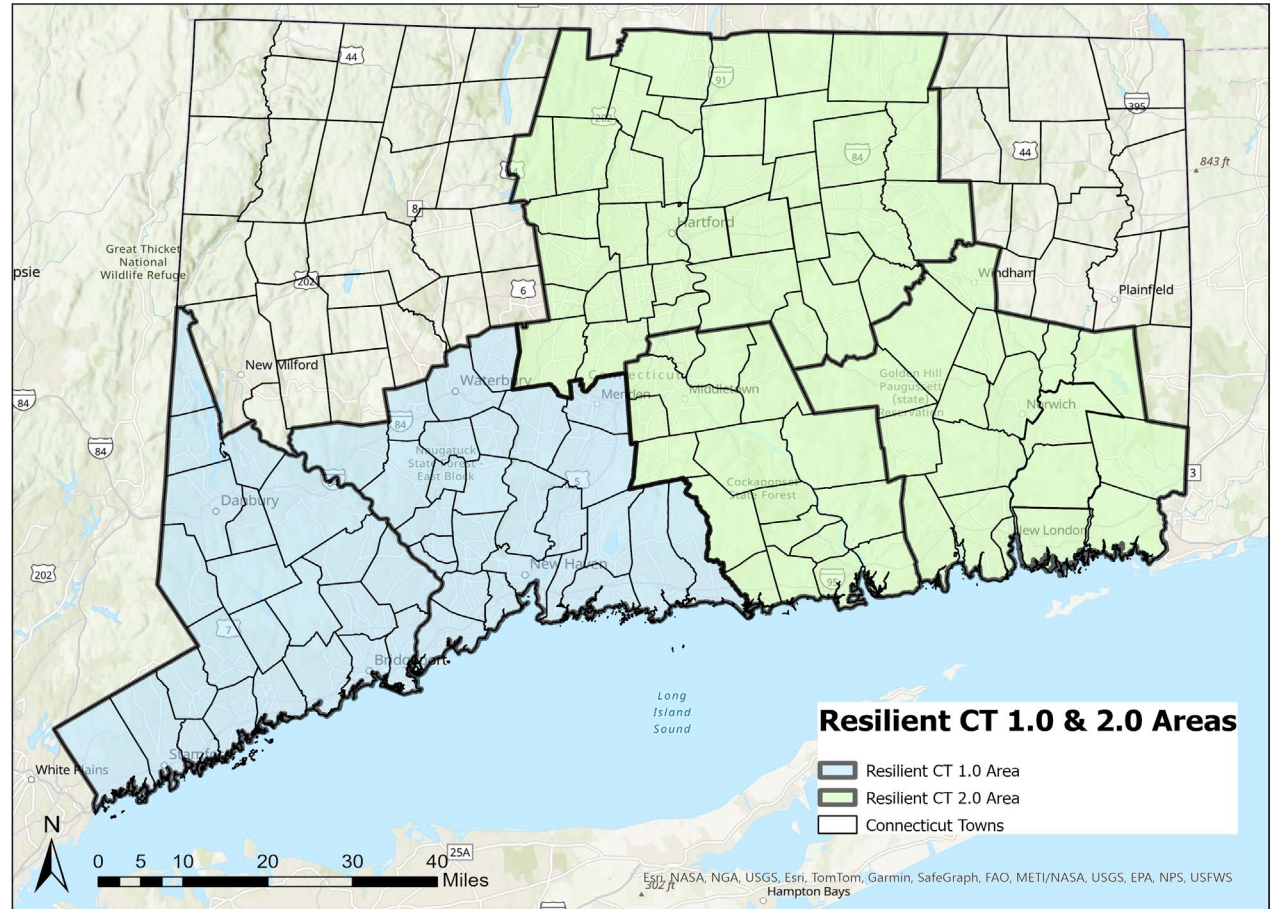 44
91
395
202
84
44
843 ft
8
Hartford
Great Thicket
National
Wildlife Refuge
psie
Windham
202
6
Plainfield
New Milford
Connecticut
Waterbury
Middletown
Golden Hill
Paugussett
(state)
Reservation
Meriden
84
Norwich
84
84
Naugatuck
State Forest -
East Block
5
3
Cockaponset
State Forest
Danbury
New London
202
New Haven
95
7
Bridgeport
Long
Island
Sound
Resilient CT 1.0 & 2.0 Areas
Stamford
White Plains
Resilient CT 1.0 Area
Resilient CT 2.0 Area
Connecticut Towns
N
0 5 10 20 30 40
Miles
25A
Esri, NASA, NGA, USGS, Esri, TomTom, Garmin, SafeGraph, FAO, METI/NASA, USGS, EPA, NPS, USFWS
302 ft
Hampton Bays